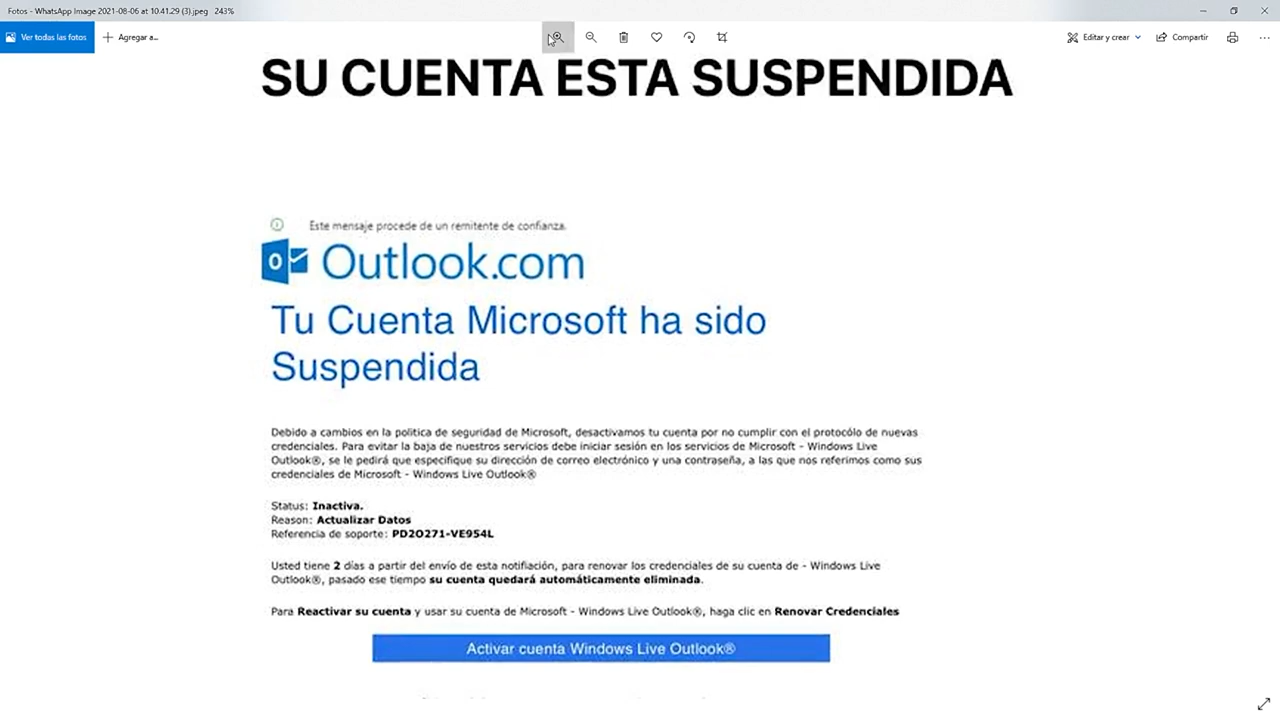 Fotos - WhatsApp Image 2021-08-06 at 10.41.29 (3).jpeg 243%
Ver todas las fotos Agregar a... Editar y crear Compartir
SU CUENTA ESTA SUSPENDIDA
Este mensaje procede de un remitente de confianza.
Outlook.com
Tu Cuenta Microsoft ha sido
Suspendida
Debido a cambios en la politica de seguridad de Microsoft, desactivamos tu cuenta por no cumplir con el protocólo de nuevas
credenciales. Para evitar la baja de nuestros servicios debe iniciar sesión en los servicios de Microsoft - Windows Live
Outlook®, se le pedirá que especifique su dirección de correo electrónico y una contraseña, a las que nos referimos como sus
credenciales de Microsoft - Windows Live Outlook®
Status: Inactiva.
Reason: Actualizar Datos
Referencia de soporte: PD2O271-VE954L
Usted tiene 2 días a partir del envío de esta notifiación, para renovar los credenciales de su cuenta de - Windows Live
Outlook®, pasado ese tiempo su cuenta quedará automáticamente eliminada.
Para Reactivar su cuenta y usar su cuenta de Microsoft - Windows Live Outlook®, haga clic en Renovar Credenciales
Activar cuenta Windows Live Outlook®